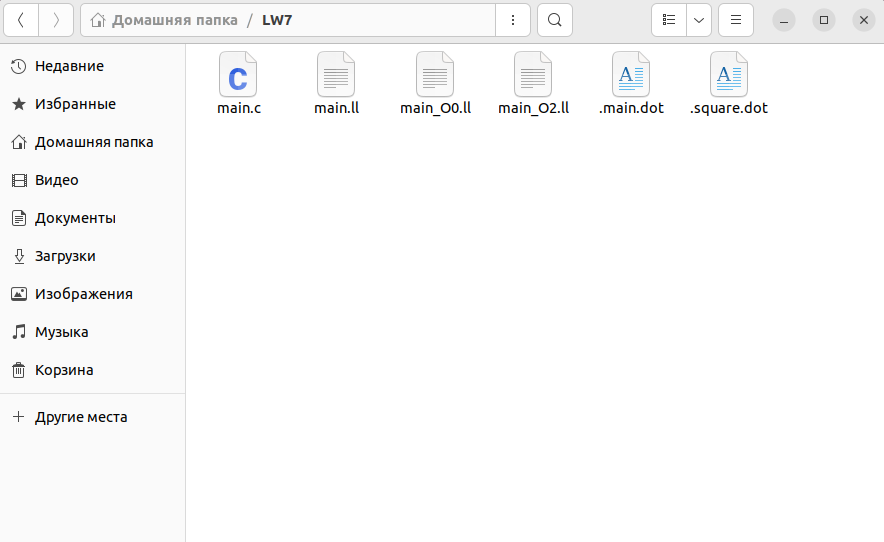 Домашняя папка / LW7
Недавние
Избранные
Домашняя папка
Видео
Документы
Загрузки
Изображения
Музыка
Корзина
Другие места
main.c main.ll main_O0.ll main_O2.ll .main.dot .square.dot